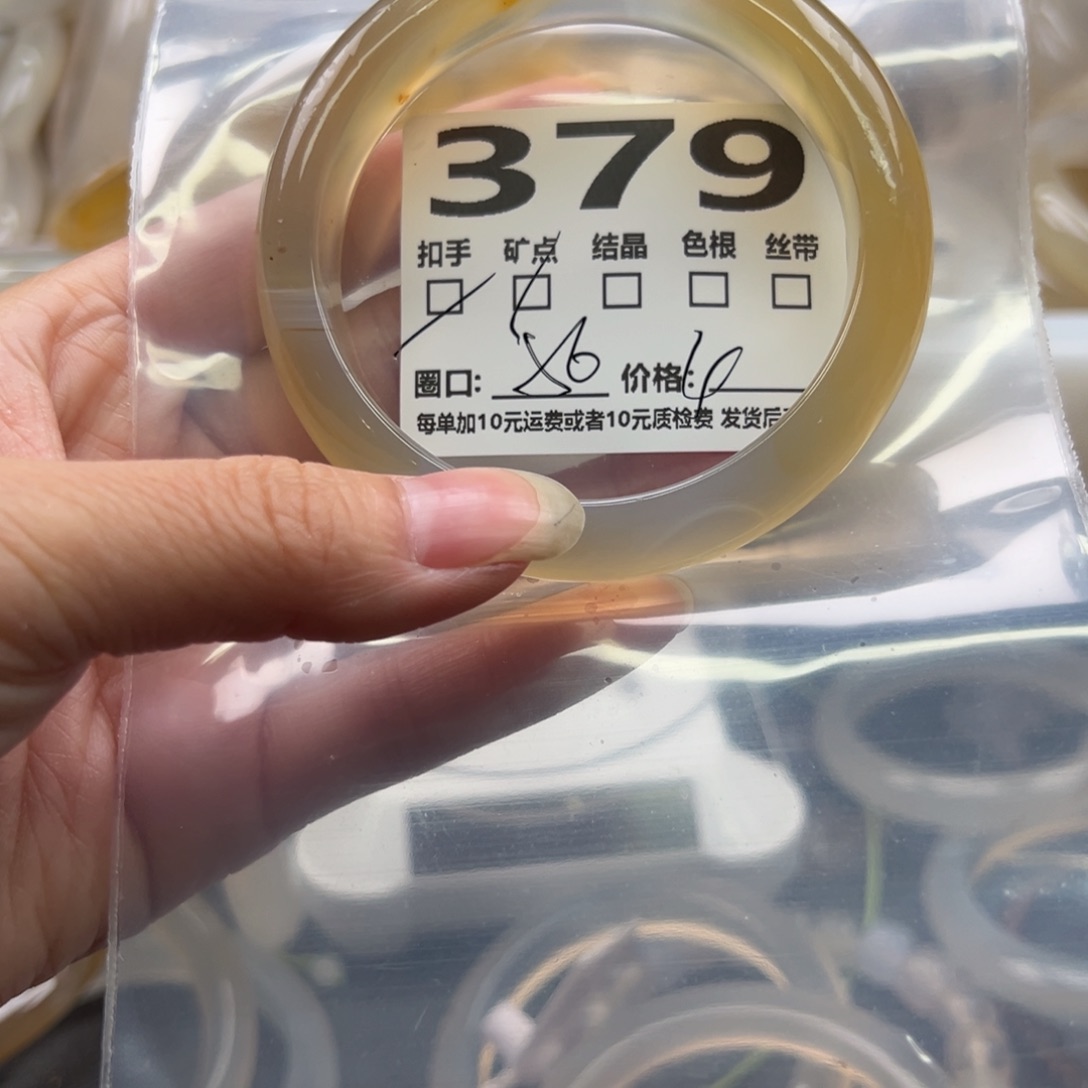 379
扣手 矿点 结晶 色根 丝带
圈口: 56 价格:
每单加10元运费或者10元质检费 发货后